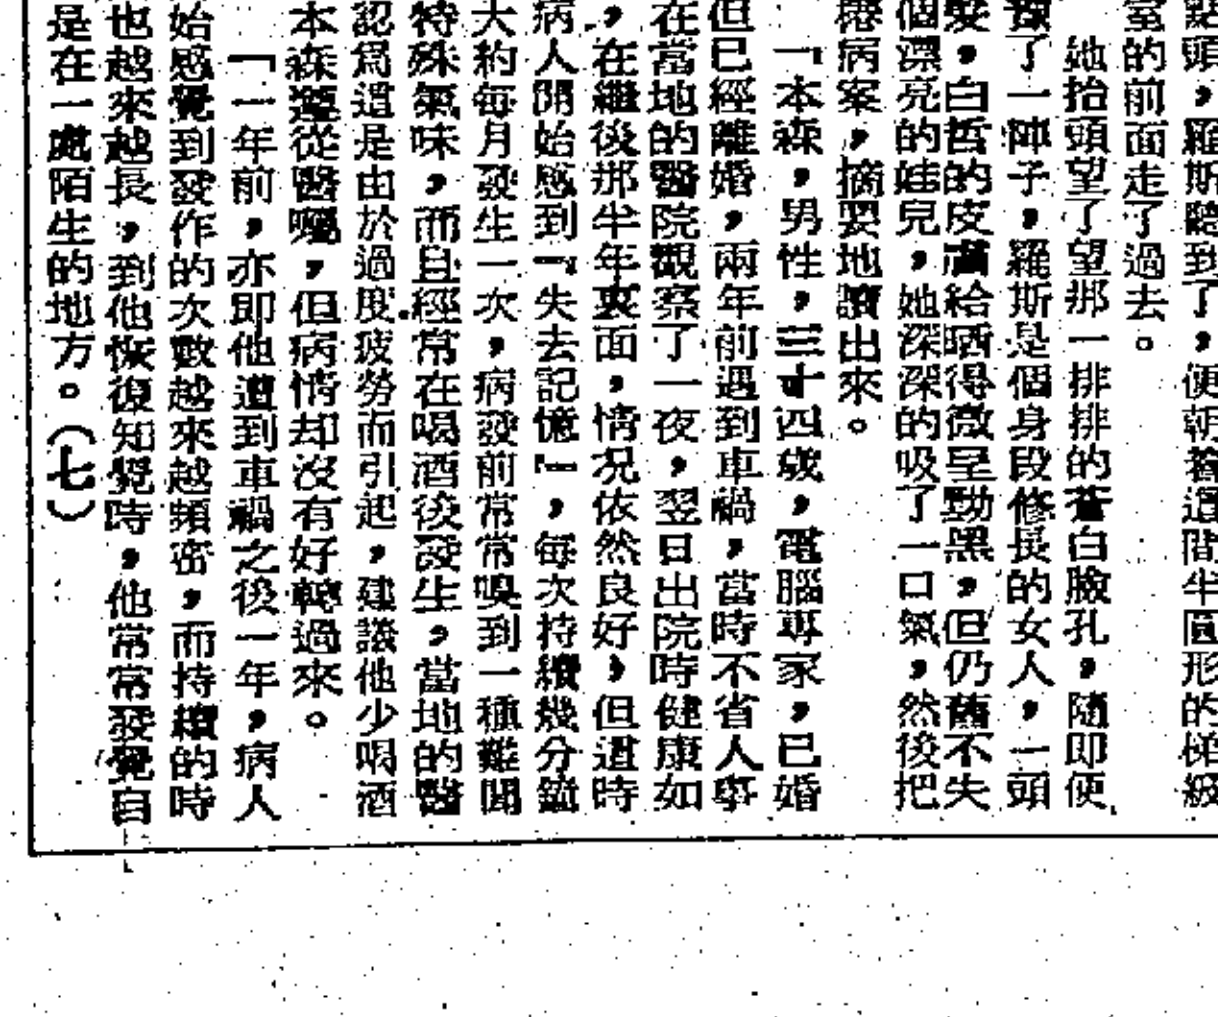 點頭，羅斯聽到了，便朝着這間半圓形的梯級
室的前面走了過去。
她抬頭望了望那一排排的蒼白臉孔，隨即便
了一陣子，羅斯是個身段修長的女人，一頭
髮，白皙的皮膚給晒得微呈黝黑，但仍舊不失
個漂亮的娃兒，她深深的吸了一口氣，然後把
病案，摘要地讀出來。
「本森，男性，三十四歲，電腦專家，已婚
但已經離婚，兩年前遇到車禍，當時不省人事
在當地的醫院觀察了一夜，翌日出院時健康如
，在繼後那半年裏面，情况依然良好，但這時
病人開始感到『失去記憶』，每次持續幾分鐘
大約每月發生一次，病發前常常嗅到一種難聞
特殊氣味，而且經常在喝酒後發生，當地的醫
認爲這是由於過度疲勞而引起，建議他少喝酒
本森遵從醫囑，但病情却沒有好轉過來。
「一年前，亦即他遭到車禍之後一年，病人
始感覺到發作的次數越來越頻密，而持續的時
也越來越長，到他恢復知覺時，他常常發覺自
是在一處陌生的地方。（七）